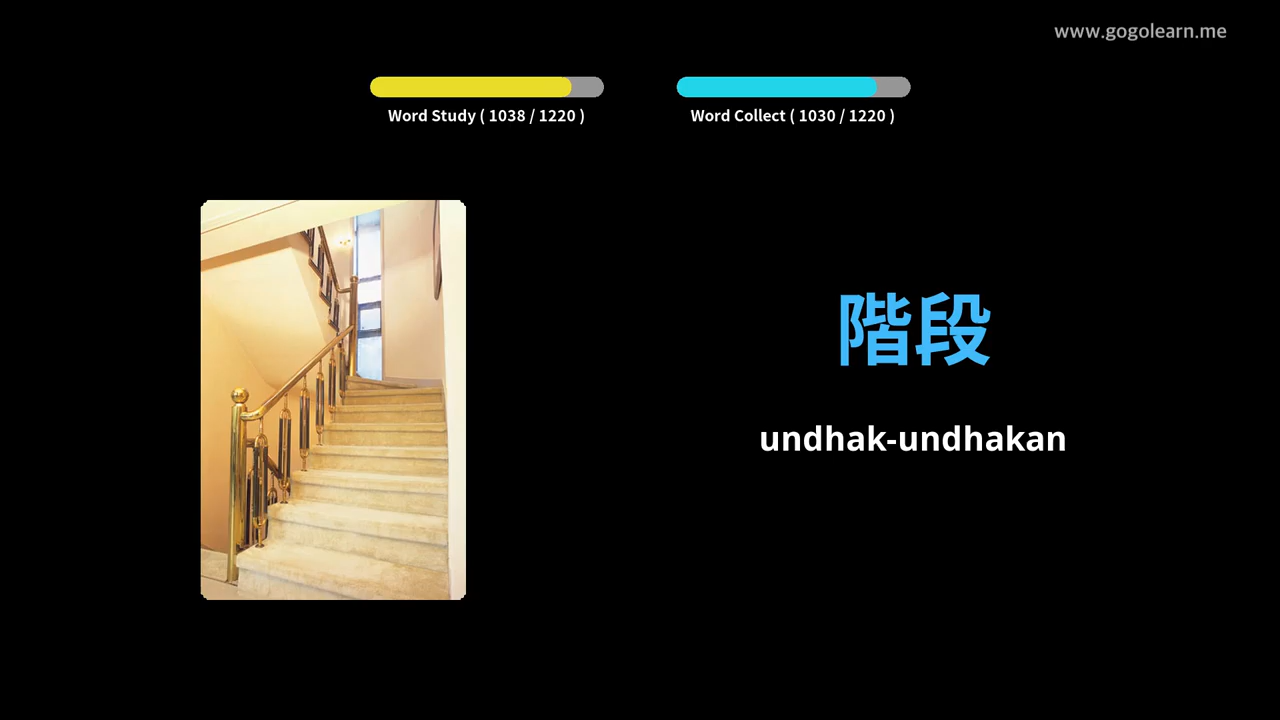 www.gogolearn.me
Word Study ( 1038 / 1220 )
Word Collect ( 1030 / 1220 )
階段
undhak-undhakan